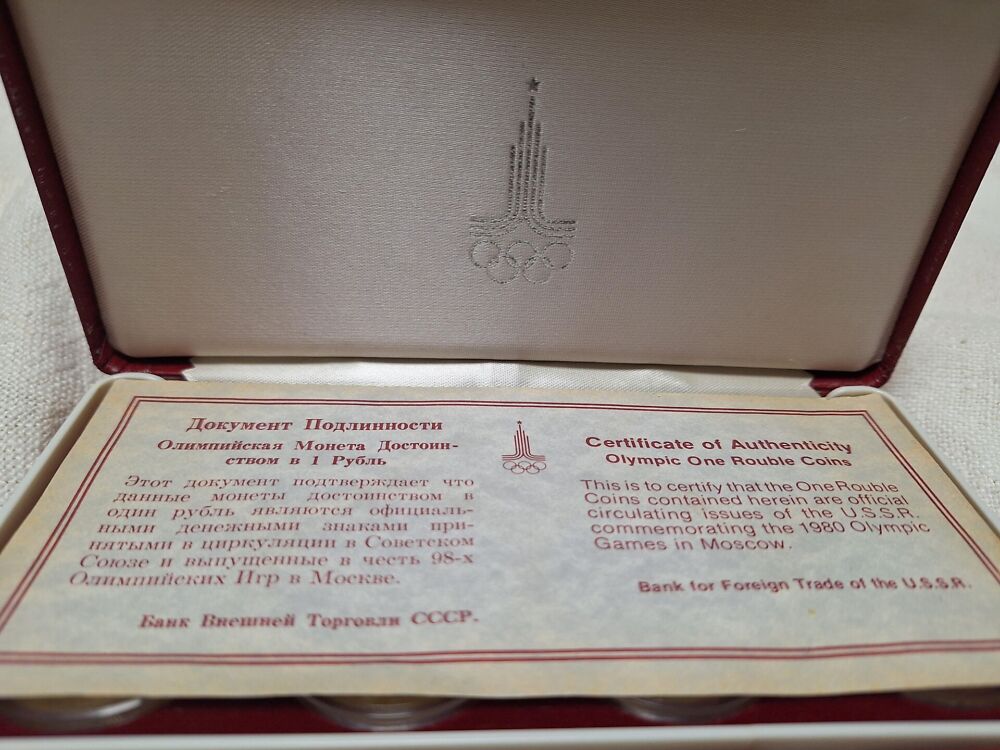 Документ Подлинности
Олимпийская Монета Достоин-
ством в 1 Рубль
Этот документ подтверждает что
данные монеты достоинством в
один рубль являются официаль-
ными денежными знаками при-
нятыми в циркуляции в Советском
Союзе и выпущенные в честь 98-х
Олимпийских Игр в Москве.
Банк Внешней Торговли СССР.
Certificate of Authenticity
Olympic One Rouble Coins
This is to certify that the One Rouble
Coins contained herein are official
circulating issues of the U.S.S.R.
commemorating the 1980 Olympic
Games in Moscow.
Bank for Foreign Trade of the U.S.S.R.